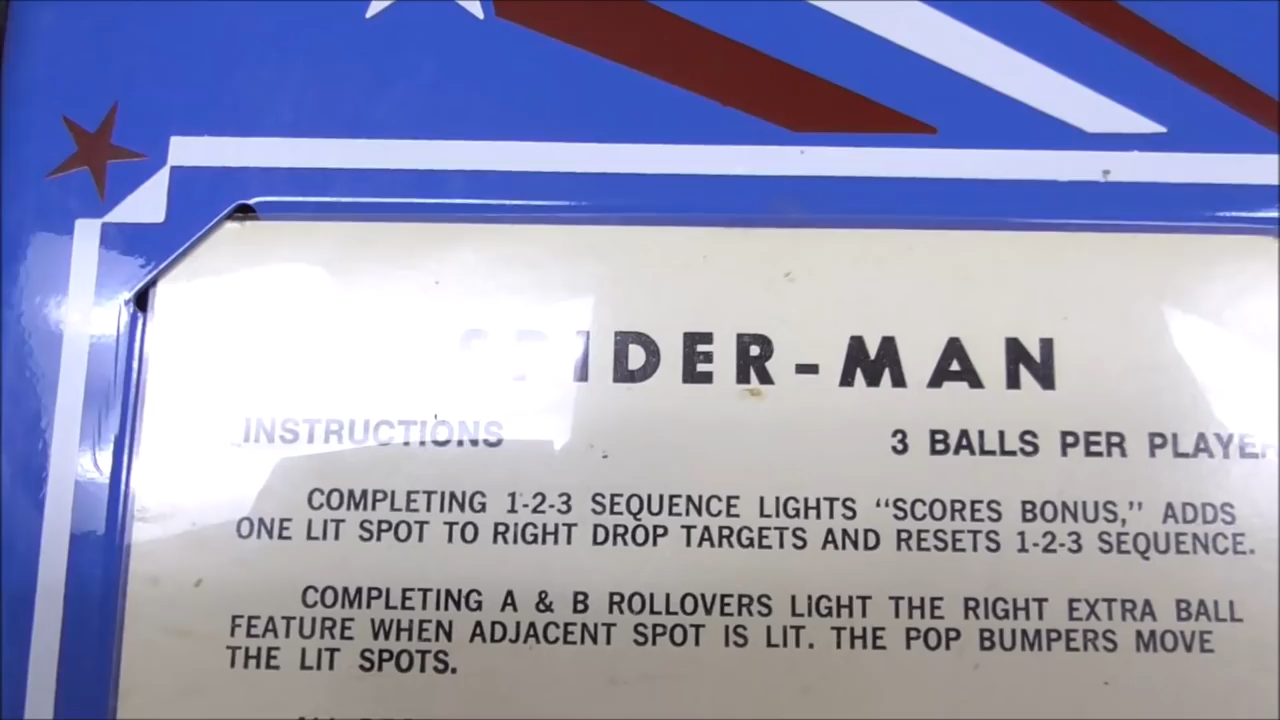 SPIDER-MAN
INSTRUCTIONS
3 BALLS PER PLAYER
COMPLETING 1-2-3 SEQUENCE LIGHTS “SCORES BONUS,” ADDS
ONE LIT SPOT TO RIGHT DROP TARGETS AND RESETS 1-2-3 SEQUENCE.
COMPLETING A & B ROLLOVERS LIGHT THE RIGHT EXTRA BALL
FEATURE WHEN ADJACENT SPOT IS LIT. THE POP BUMPERS MOVE
THE LIT SPOTS.